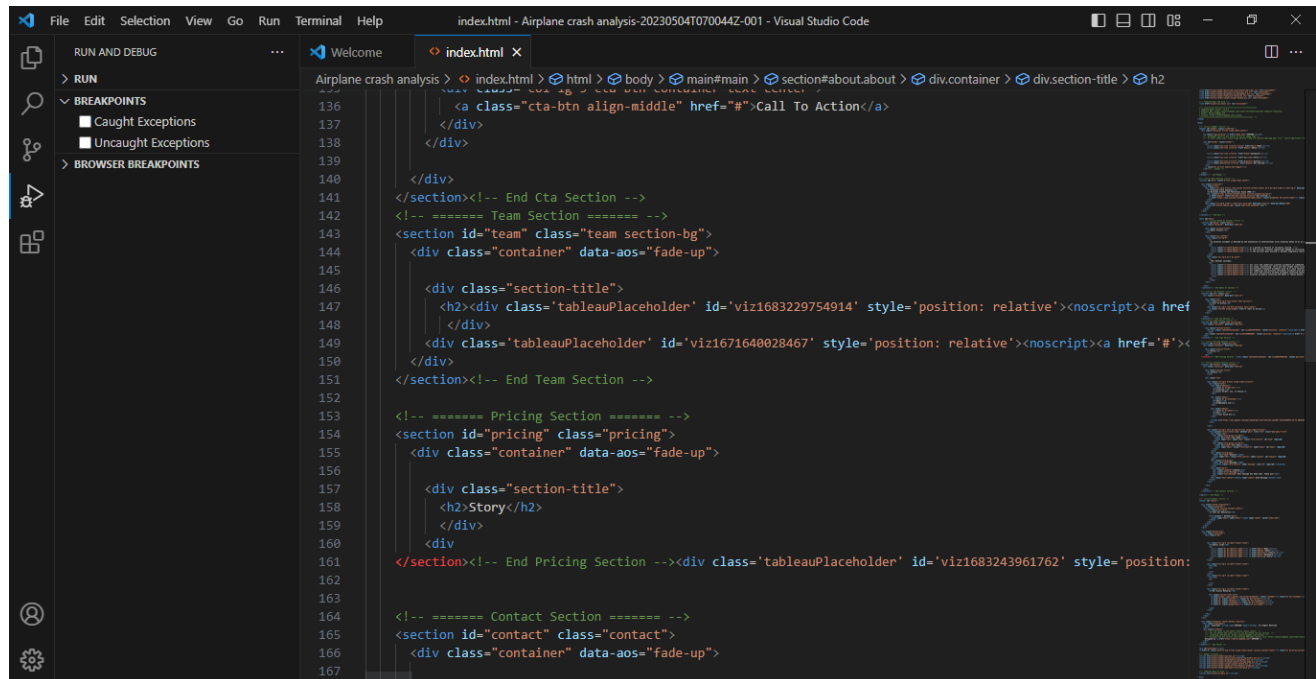 File Edit Selection View Go Run Terminal Help index.html - Airplane crash analysis-20230504T070044Z-001 - Visual Studio Code
RUN AND DEBUG ...
Welcome
index.html ×
RUN
BREAKPOINTS
Caught Exceptions
Uncaught Exceptions
BROWSER BREAKPOINTS
Airplane crash analysis > index.html > html > body > main#main > section#about.about > div.container > div.section-title > h2
136 <a class="cta-btn align-middle" href="#">Call To Action</a>
137 </div>
138 </div>
139
140 </div>
141 </section><!-- End Cta Section -->
142 <!-- ======= Team Section ======= -->
143 <section id="team" class="team section-bg">
144 <div class="container" data-aos="fade-up">
145
146 <div class="section-title">
147 <h2><div class='tableauPlaceholder' id='viz1683229754914' style='position: relative'><noscript><a href
148 </div>
149 <div class='tableauPlaceholder' id='viz1671640028467' style='position: relative'><noscript><a href='#'><
150 </div>
151 </section><!-- End Team Section -->
152
153 <!-- ======= Pricing Section ======= -->
154 <section id="pricing" class="pricing">
155 <div class="container" data-aos="fade-up">
156
157 <div class="section-title">
158 <h2>Story</h2>
159 </div>
160 <div
161 </section><!-- End Pricing Section --><div class='tableauPlaceholder' id='viz1683243961762' style='position:
162
163
164 <!-- ======= Contact Section ======= -->
165 <section id="contact" class="contact">
166 <div class="container" data-aos="fade-up">
167